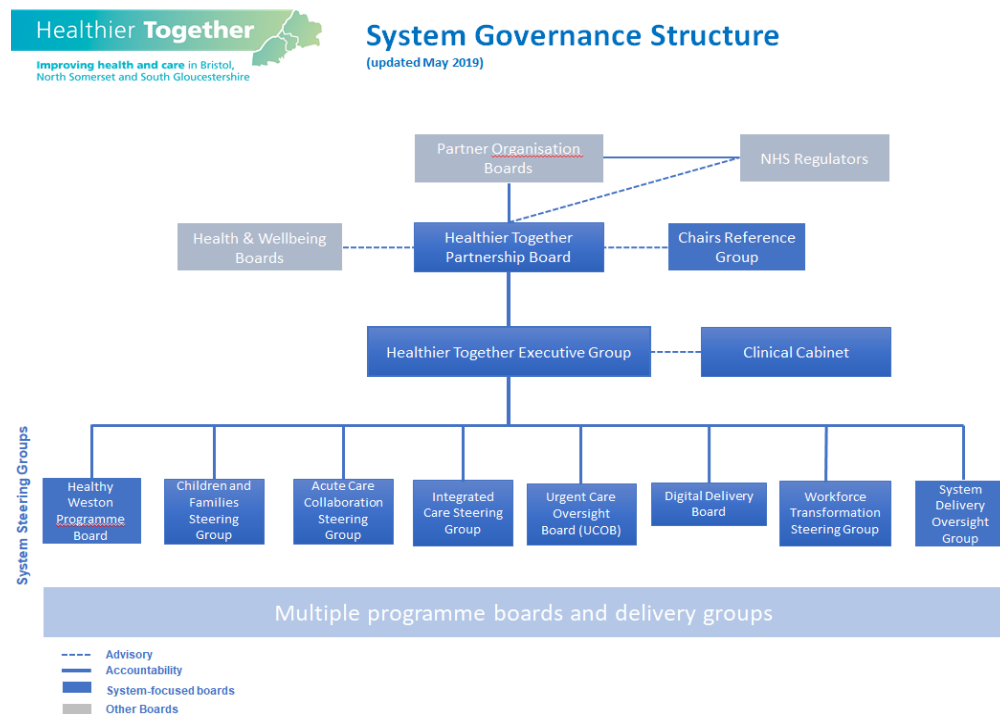 Healthier Together
Improving health and care in Bristol,
North Somerset and South Gloucestershire
System Governance Structure
(updated May 2019)
Partner Organisation
Boards
NHS Regulators
Health & Wellbeing
Boards
Healthier Together
Partnership Board
Chairs Reference
Group
Healthier Together Executive Group
Clinical Cabinet
System Steering Groups
Healthy
Weston
Programme
Board
Children and
Families
Steering
Group
Acute Care
Collaboration
Steering
Group
Integrated
Care Steering
Group
Urgent Care
Oversight
Board (UCOB)
Digital Delivery
Board
Workforce
Transformation
Steering Group
System
Delivery
Oversight
Group
Multiple programme boards and delivery groups
Advisory
Accountability
System-focused boards
Other Boards